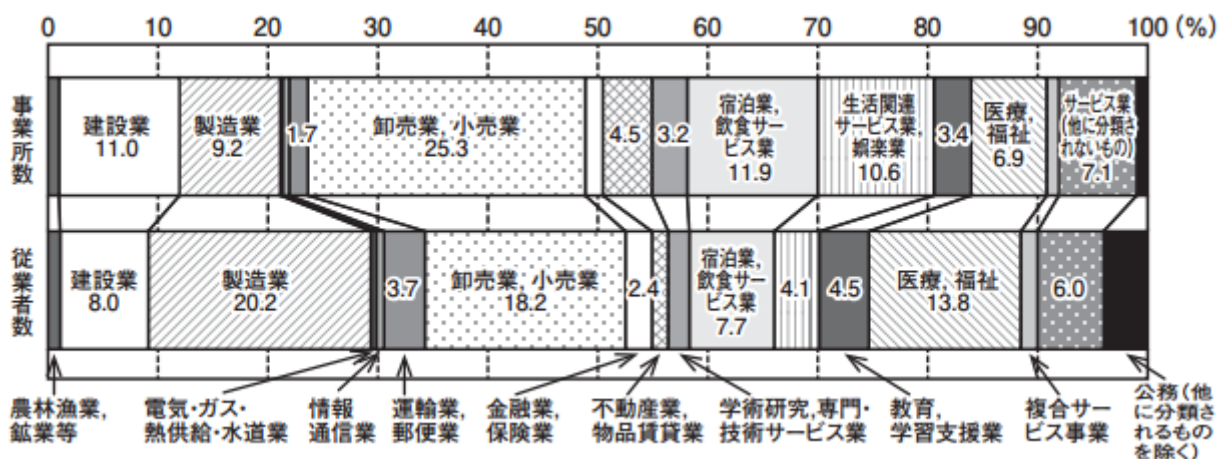 0 10 20 30 40 50 60 70 80 90 100 (%)
事業所数
建設業
11.0
製造業
9.2
1.7
卸売業,小売業
25.3
4.5
3.2
宿泊業,
飲食サー
ビス業
11.9
生活関連
サービス業,
娯楽業
10.6
3.4
医療,
福祉
6.9
サービス業
(他に分類さ
れないもの)
7.1
従業者数
建設業
8.0
製造業
20.2
3.7
卸売業,小売業
18.2
2.4
宿泊業,
飲食サー
ビス業
7.7
4.1
4.5
医療,福祉
13.8
6.0
農林漁業,
鉱業等
電気・ガス・
熱供給・水道業
情報
通信業
運輸業,
郵便業
金融業,
保険業
不動産業,
物品賃貸業
学術研究,専門・
技術サービス業
教育,
学習支援業
複合サー
ビス事業
公務(他
に分類さ
れるもの
を除く)